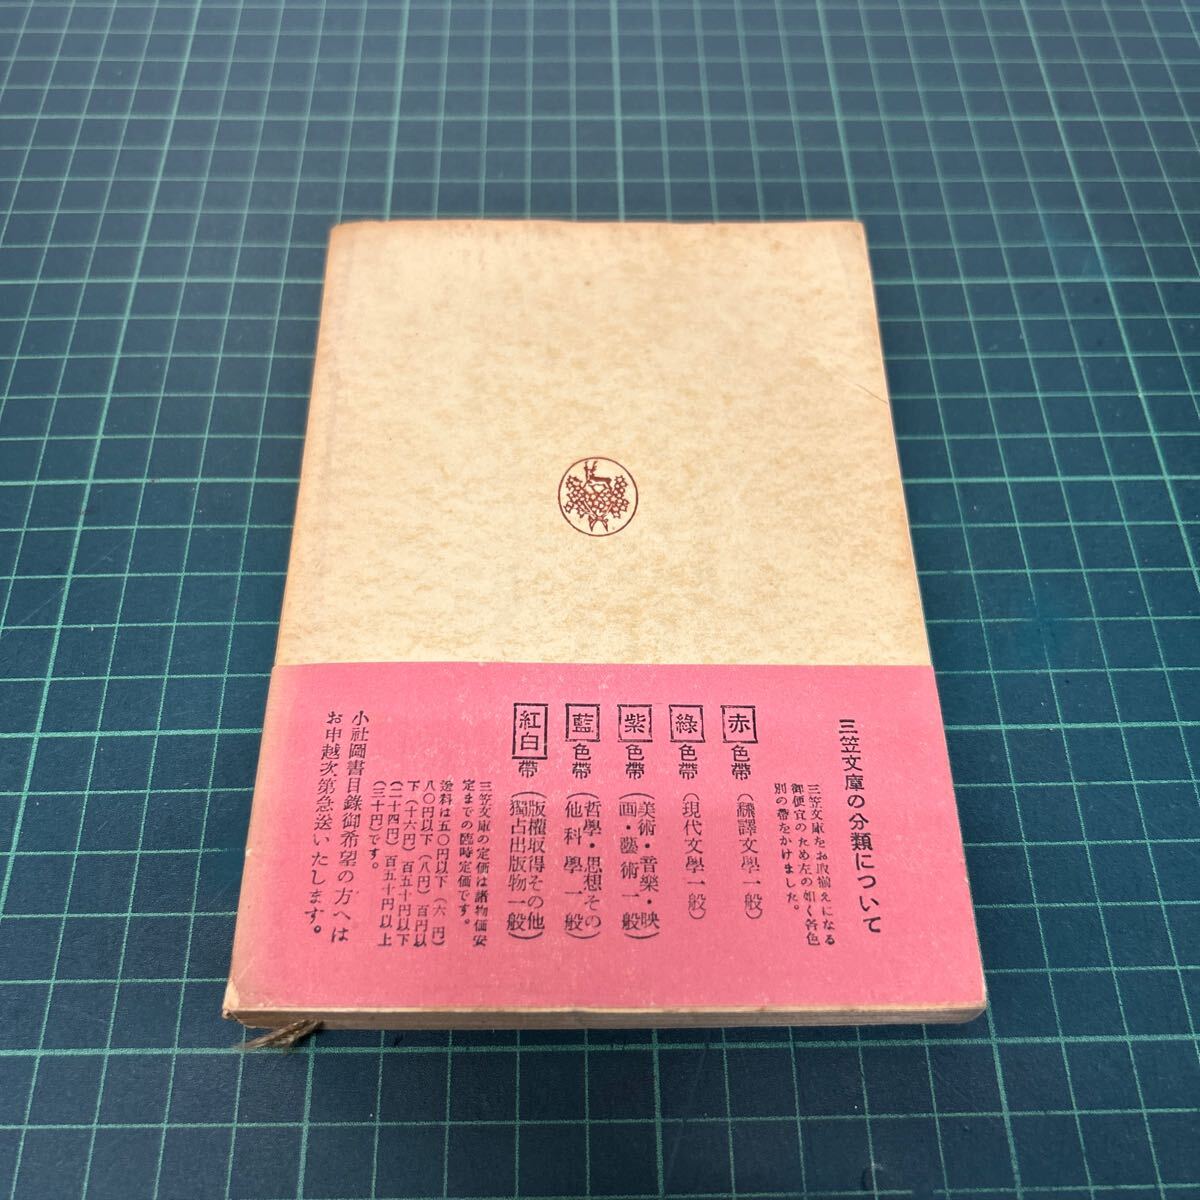 三笠文庫の分類について
三笠文庫をお取揃えになる
御便宜のため左の如く各色
別の帶をかけました。
赤色帶(飜譯文學一般)
綠色帶(現代文學一般)
紫色帶(美術・音樂・映
画・藝術一般)
藍色帶(哲學・思想その
他科學一般)
紅白帶(版權取得その他
獨占出版物一般)
三笠文庫の定価は諸物価安
定までの臨時定価です。
送料は五〇円以下(六円)
八〇円以下(八円)百円以
下(十六円)百五十円以下
(二十四円)百五十円以上
(三十円)です。
小社圖書目錄御希望の方へは
お申越次第急送いたします。